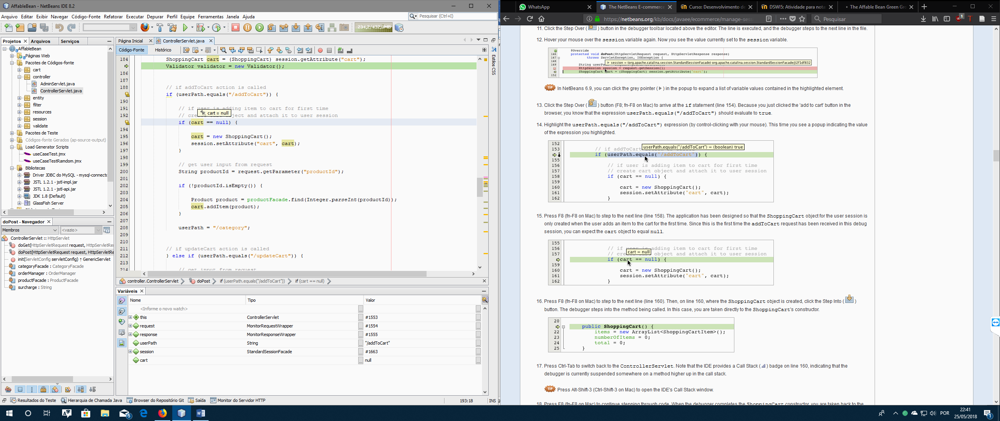 AffableBean - NetBeans IDE 8.2
Arquivo Editar Exibir Navegar Código-Fonte Refatorar Executar Depurar Perfil Equipe Ferramentas Janela Ajuda
Pesquisar (Ctrl+I)
234,2/432,0MB
Projetos Arquivos Serviços
AffableBean
Páginas Web
Pacotes de Códigos-fonte
cart
controller
AdminServlet.java
ControllerServlet.java
entity
filter
resources
session
validate
Pacotes de Teste
Códigos-fonte Gerados (ap-source-output)
Load Generator Scripts
useCaseTest.jmx
useCaseTestRamdom.jmx
Bibliotecas
Driver JDBC do MySQL - mysql-connecto
JSTL 1.2.1 - jstl-impl.jar
JSTL 1.2.1 - jstl-api.jar
JDK 1.8 (Default)
GlassFish Server
doPost - Navegador
Membros <vazio>
ControllerServlet :: HttpServlet
doGet(HttpServletRequest request, HttpServletRes
doPost(HttpServletRequest request, HttpServletRe
init(ServletConfig servletConfig) ↑ GenericServlet
categoryFacade : CategoryFacade
orderManager : OrderManager
productFacade : ProductFacade
surcharge : String
Página Inicial ControllerServlet.java
Código-Fonte Histórico
184 ShoppingCart cart = (ShoppingCart) session.getAttribute("cart");
Validator validator = new Validator();
186
187
188 // if addToCart action is called
if (userPath.equals("/addToCart")) {
190
191 // if user is adding item to cart for first time
cart = null
192 // cre ject and attach it to user session
if (cart == null) {
194
195 cart = new ShoppingCart();
196 session.setAttribute("cart", cart);
197 }
198
199 // get user input from request
200 String productId = request.getParameter("productId");
201
202 if (!productId.isEmpty()) {
203
204 Product product = productFacade.find(Integer.parseInt(productId));
205 cart.addItem(product);
206 }
207
208 userPath = "/category";
209
210
211 // if updateCart action is called
212 } else if (userPath.equals("/updateCart")) {
213
214 // get input from request
controller.ControllerServlet doPost if (userPath.equals("/addToCart")) if (cart == null)
Estilos CSS
Variáveis
Nome Tipo Valor
<Informe o novo watch>
this ControllerServlet #1553
request MonitorRequestWrapper #1554
response MonitorResponseWrapper #1555
userPath String "/addToCart"
session StandardSessionFacade #1663
cart null
Resultados do Teste Hierarquia de Chamada Java Browser do Repositório Git Saída Monitor do Servidor HTTP
193:18 INS
WhatsApp The NetBeans E-commerce Curso: Desenvolvimento de DSWI5: Atividade para nota The Affable Bean Green Gro
https://netbeans.org/kb/docs/javaee/ecommerce/manage-sess
Pesquisar
11. Click the Step Over ( ) button in the debugger toolbar located above the editor. The line is executed, and the debugger steps to the next line in the file.
12. Hover your mouse over the session variable again. Now you see the value currently set to the session variable.
@Override
146 protected void doPost(HttpServletRequest request, HttpServletResponse response)
147 throws ServletException, IOException {
148
session = (org.apache.catalina.session.StandardSessionFacade) org.apache.catalina.session.StandardSessionFacade@2f1df832
149 String userP
HttpSession session = request.getSession();
ShoppingCart cart = (ShoppingCart) session.getAttribute("cart");
152
TIP In NetBeans 6.9, you can click the grey pointer ( ) in the popup to expand a list of variable values contained in the highlighted element.
13. Click the Step Over ( ) button (F8; fn-F8 on Mac) to arrive at the if statement (line 154). Because you just clicked the 'add to cart' button in the
browser, you know that the expression userPath.equals("/addToCart") should evaluate to true.
14. Highlight the userPath.equals("/addToCart") expression (by control-clicking with your mouse). This time you see a popup indicating the value
of the expression you highlighted.
152
userPath.equals("/addToCart") = (boolean) true
153 // if addToCart
if (userPath.equals("/addToCart")) {
155
156 // if user is adding item to cart for first time
157 // create cart object and attach it to user session
158 if (cart == null) {
159
160 cart = new ShoppingCart();
161 session.setAttribute("cart", cart);
162 }
15. Press F8 (fn-F8 on Mac) to step to the next line (line 158). The application has been designed so that the ShoppingCart object for the user session is
only created when the user adds an item to the cart for the first time. Since this is the first time the addToCart request has been received in this debug
session, you can expect the cart object to equal null.
155
156 // if user is adding item to cart for first time
cart = null
157 // cre object and attach it to user session
if (cart == null) {
159
160 cart = new ShoppingCart();
161 session.setAttribute("cart", cart);
162 }
16. Press F8 (fn-F8 on Mac) to step to the next line (line 160). Then, on line 160, where the ShoppingCart object is created, click the Step Into ( )
button. The debugger steps into the method being called. In this case, you are taken directly to the ShoppingCart's constructor.
20
public ShoppingCart() {
22 items = new ArrayList<ShoppingCartItem>();
23 numberOfItems = 0;
24 total = 0;
25 }
17. Press Ctrl-Tab to switch back to the ControllerServlet. Note that the IDE provides a Call Stack ( ) badge on line 160, indicating that the
debugger is currently suspended somewhere on a method higher up in the call stack.
TIP Press Alt-Shift-3 (Ctrl-Shift-3 on Mac) to open the IDE's Call Stack window.
18. Press F8 (fn-F8 on Mac) to continue stepping through code. When the debugger completes the ShoppingCart constructor, you are taken back to the
5
POR
22:41
25/05/2018
1